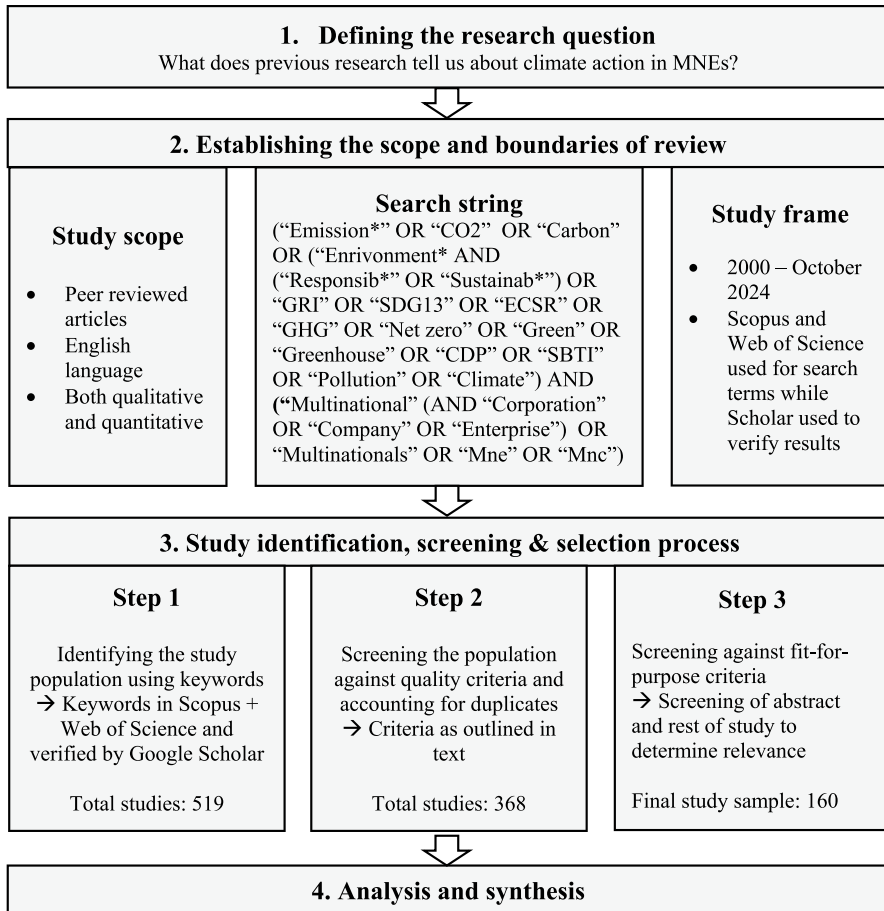 1. Defining the research question
What does previous research tell us about climate action in MNEs?
2. Establishing the scope and boundaries of review
Study scope
• Peer reviewed
articles
• English
language
• Both qualitative
and quantitative
Search string
(“Emission*” OR “CO2” OR “Carbon”
OR (“Enrivonment* AND
(“Responsib*” OR “Sustainab*”) OR
“GRI” OR “SDG13” OR “ECSR” OR
“GHG” OR “Net zero” OR “Green” OR
“Greenhouse” OR “CDP” OR “SBTI”
OR “Pollution” OR “Climate”) AND
(“Multinational” (AND “Corporation”
OR “Company” OR “Enterprise”) OR
“Multinationals” OR “Mne” OR “Mnc”)
Study frame
• 2000 – October
2024
• Scopus and
Web of Science
used for search
terms while
Scholar used to
verify results
3. Study identification, screening & selection process
Step 1
Identifying the study
population using keywords
→ Keywords in Scopus +
Web of Science and
verified by Google Scholar
Total studies: 519
Step 2
Screening the population
against quality criteria and
accounting for duplicates
→ Criteria as outlined in
text
Total studies: 368
Step 3
Screening against fit-for-
purpose criteria
→ Screening of abstract
and rest of study to
determine relevance
Final study sample: 160
4. Analysis and synthesis